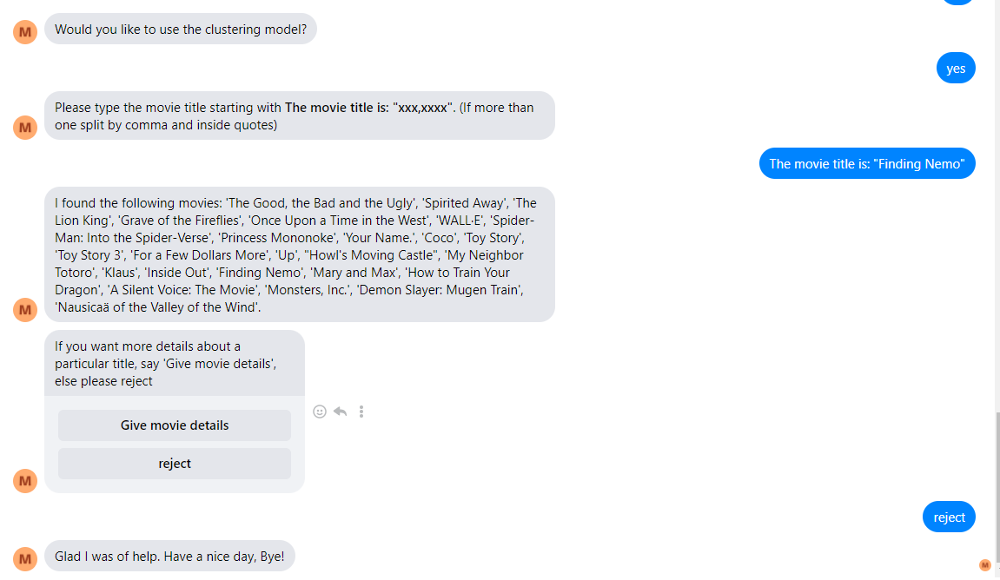 M
Would you like to use the clustering model?
yes
Please type the movie title starting with The movie title is: "xxx,xxxx". (If more than
one split by comma and inside quotes)
M
The movie title is: "Finding Nemo"
I found the following movies: 'The Good, the Bad and the Ugly', 'Spirited Away', 'The
Lion King', 'Grave of the Fireflies', 'Once Upon a Time in the West', 'WALL·E', 'Spider-
Man: Into the Spider-Verse', 'Princess Mononoke', 'Your Name.', 'Coco', 'Toy Story',
'Toy Story 3', 'For a Few Dollars More', 'Up', "Howl's Moving Castle", 'My Neighbor
Totoro', 'Klaus', 'Inside Out', 'Finding Nemo', 'Mary and Max', 'How to Train Your
Dragon', 'A Silent Voice: The Movie', 'Monsters, Inc.', 'Demon Slayer: Mugen Train',
'Nausicaä of the Valley of the Wind'.
M
If you want more details about a
particular title, say 'Give movie details',
else please reject
Give movie details
reject
M
reject
M
Glad I was of help. Have a nice day, Bye!
M